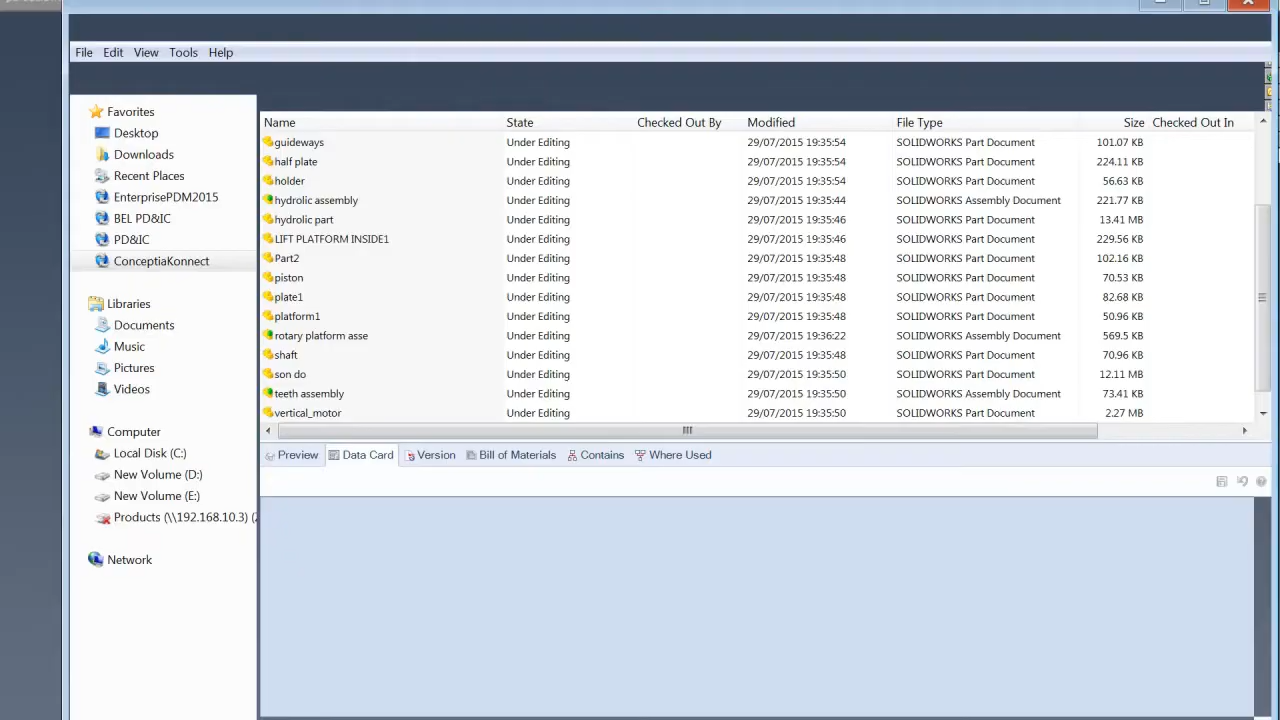 File Edit View Tools Help
Favorites
Desktop
Downloads
Recent Places
EnterprisePDM2015
BEL PD&IC
PD&IC
ConceptiaKonnect
Libraries
Documents
Music
Pictures
Videos
Computer
Local Disk (C:)
New Volume (D:)
New Volume (E:)
Products (\\192.168.10.3) (
Network
Name State Checked Out By Modified File Type Size Checked Out In
guideways Under Editing 29/07/2015 19:35:54 SOLIDWORKS Part Document 101.07 KB
half plate Under Editing 29/07/2015 19:35:54 SOLIDWORKS Part Document 224.11 KB
holder Under Editing 29/07/2015 19:35:54 SOLIDWORKS Part Document 56.63 KB
hydrolic assembly Under Editing 29/07/2015 19:35:44 SOLIDWORKS Assembly Document 221.77 KB
hydrolic part Under Editing 29/07/2015 19:35:46 SOLIDWORKS Part Document 13.41 MB
LIFT PLATFORM INSIDE1 Under Editing 29/07/2015 19:35:46 SOLIDWORKS Part Document 229.56 KB
Part2 Under Editing 29/07/2015 19:35:48 SOLIDWORKS Part Document 102.16 KB
piston Under Editing 29/07/2015 19:35:48 SOLIDWORKS Part Document 70.53 KB
plate1 Under Editing 29/07/2015 19:35:48 SOLIDWORKS Part Document 82.68 KB
platform1 Under Editing 29/07/2015 19:35:48 SOLIDWORKS Part Document 50.96 KB
rotary platform asse Under Editing 29/07/2015 19:36:22 SOLIDWORKS Assembly Document 569.5 KB
shaft Under Editing 29/07/2015 19:35:48 SOLIDWORKS Part Document 70.96 KB
son do Under Editing 29/07/2015 19:35:50 SOLIDWORKS Part Document 12.11 MB
teeth assembly Under Editing 29/07/2015 19:35:50 SOLIDWORKS Assembly Document 73.41 KB
vertical_motor Under Editing 29/07/2015 19:35:50 SOLIDWORKS Part Document 2.27 MB
Preview Data Card Version Bill of Materials Contains Where Used